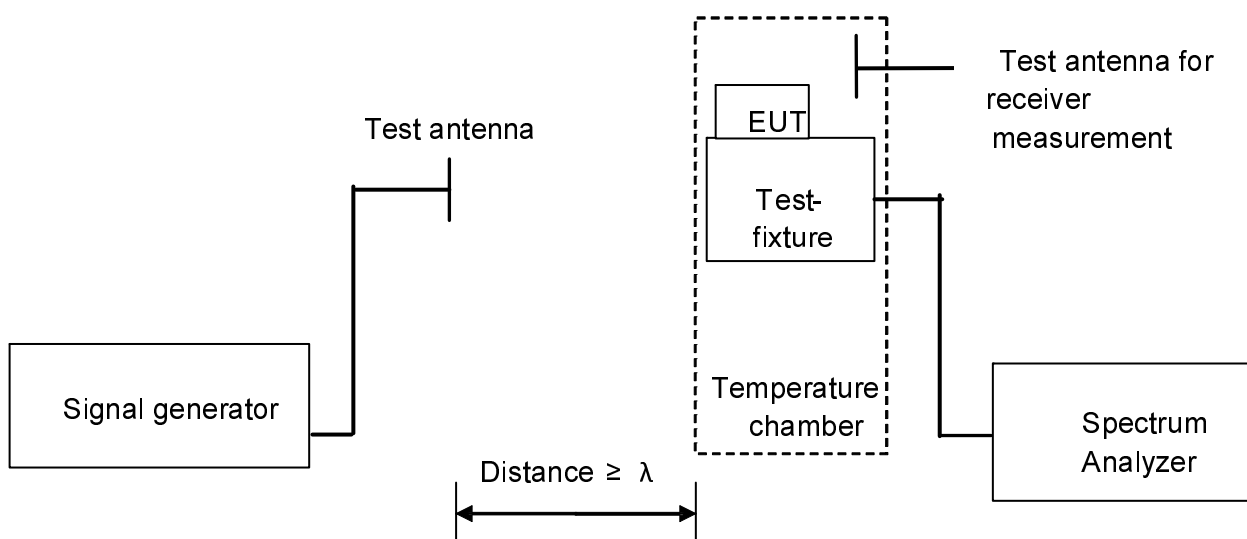 Test antenna for
receiver
measurement
EUT
Test antenna
Test-
fixture
Temperature
chamber
Signal generator
Spectrum
Analyzer
Distance ≥ λ